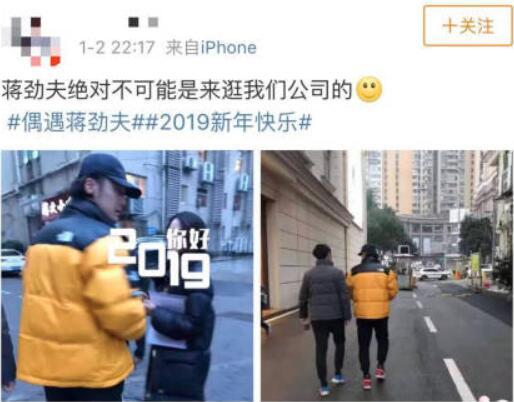 1-2 22:17 来自iPhone
+关注
蒋劲夫绝对不可能是来逛我们公司的
#偶遇蒋劲夫##2019新年快乐#
你好
2019